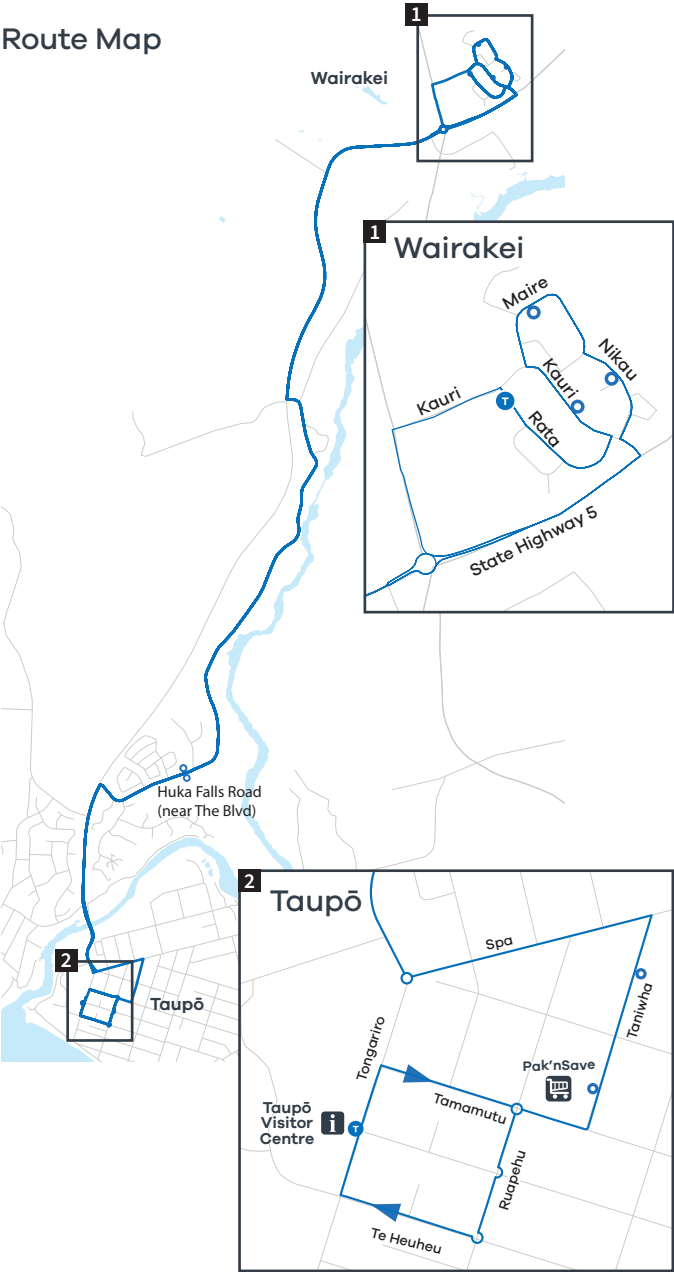 Route Map
1
Wairakei
1
Wairakei
Maire
Nikau
Kauri
Kauri
T
Rata
State Highway 5
Huka Falls Road
(near The Blvd)
2
Taupō
2
Taupō
Spa
Taniwha
Tongariro
Pak'nSave
Tamamutu
Taupō
Visitor
Centre
i
T
Ruapehu
Te Heuheu